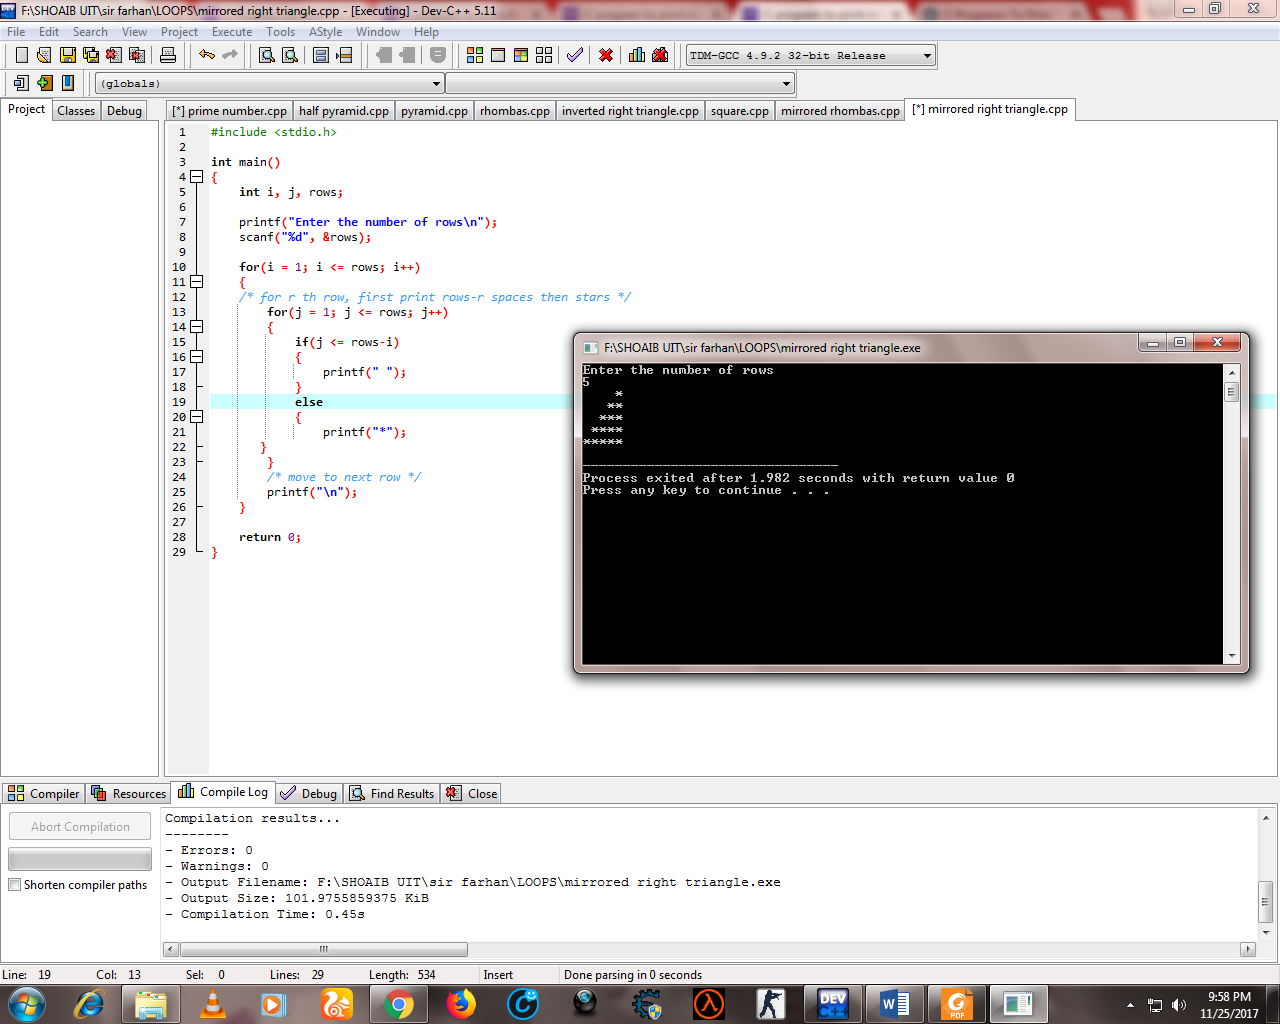 F:\SHOAIB UIT\sir farhan\LOOPS\mirrored right triangle.cpp - [Executing] - Dev-C++ 5.11
File Edit Search View Project Execute Tools AStyle Window Help
TDM-GCC 4.9.2 32-bit Release
(globals)
Project Classes Debug
[*] prime number.cpp half pyramid.cpp pyramid.cpp rhombas.cpp inverted right triangle.cpp square.cpp mirrored rhombas.cpp [*] mirrored right triangle.cpp
1 #include <stdio.h>
2
3 int main()
4 {
5 int i, j, rows;
6
7 printf("Enter the number of rows\n");
8 scanf("%d", &rows);
9
10 for(i = 1; i <= rows; i++)
11 {
12 /* for r th row, first print rows-r spaces then stars */
13 for(j = 1; j <= rows; j++)
14 {
15 if(j <= rows-i)
16 {
17 printf(" ");
18 }
19 else
20 {
21 printf("*");
22 }
23 }
24 /* move to next row */
25 printf("\n");
26 }
27
28 return 0;
29 }
F:\SHOAIB UIT\sir farhan\LOOPS\mirrored right triangle.exe
Enter the number of rows
5
    *
   **
  ***
 ****
*****
--------------------------------
Process exited after 1.982 seconds with return value 0
Press any key to continue . . .
Compiler Resources Compile Log Debug Find Results Close
Abort Compilation
Shorten compiler paths
Compilation results...
--------
- Errors: 0
- Warnings: 0
- Output Filename: F:\SHOAIB UIT\sir farhan\LOOPS\mirrored right triangle.exe
- Output Size: 101.9755859375 KiB
- Compilation Time: 0.45s
Line: 19 Col: 13 Sel: 0 Lines: 29 Length: 534 Insert Done parsing in 0 seconds
DEV C++
W
PDF
9:58 PM
11/25/2017